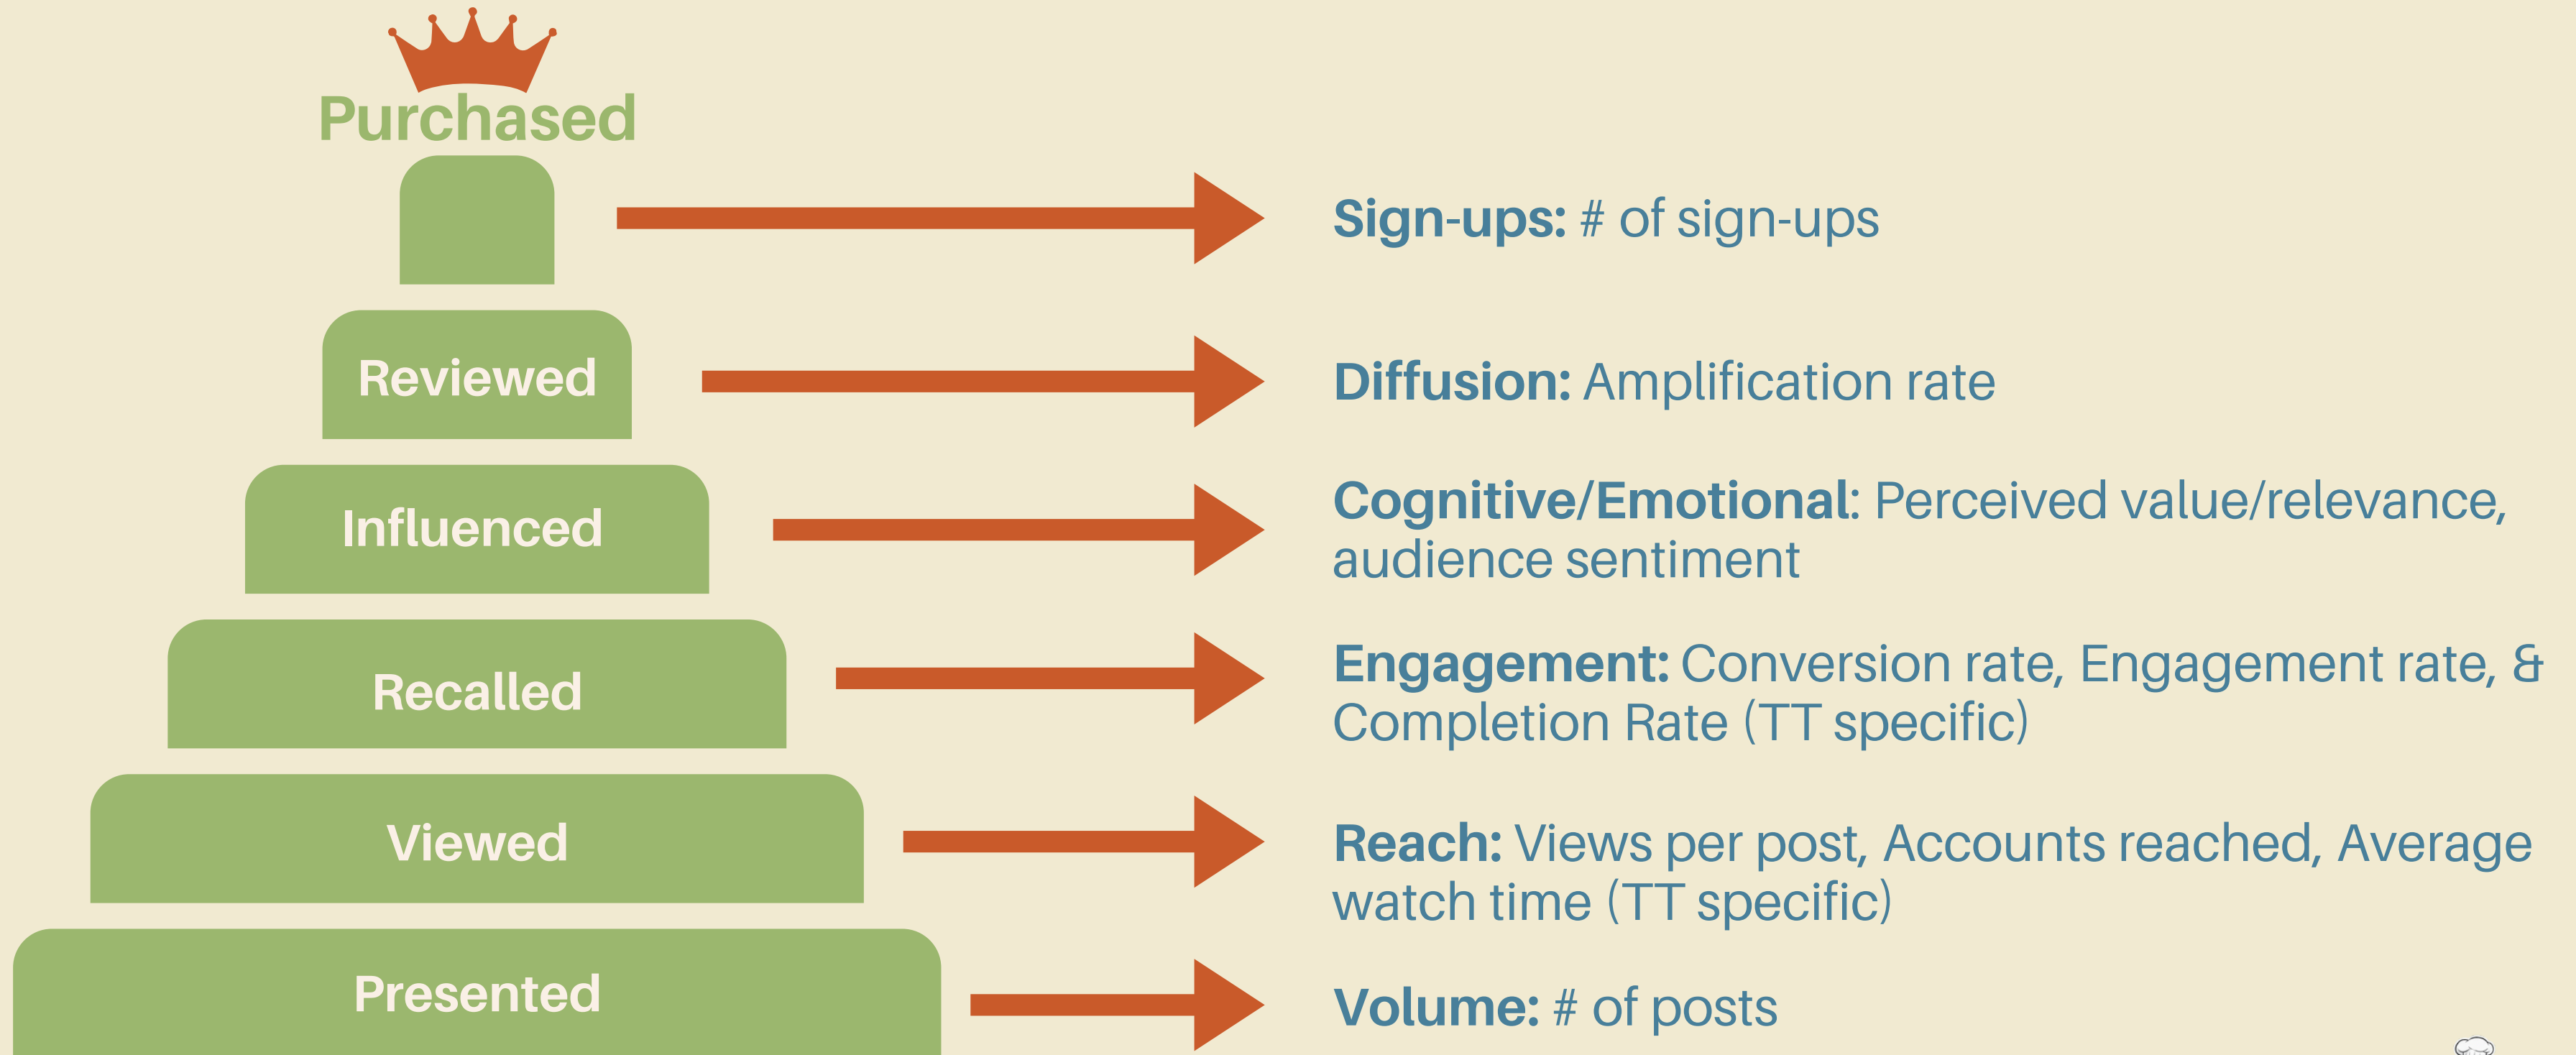 Purchased
Sign-ups: # of sign-ups
Reviewed
Diffusion: Amplification rate
Influenced
Cognitive/Emotional: Perceived value/relevance,
audience sentiment
Recalled
Engagement: Conversion rate, Engagement rate, &
Completion Rate (TT specific)
Viewed
Reach: Views per post, Accounts reached, Average
watch time (TT specific)
Presented
Volume: # of posts